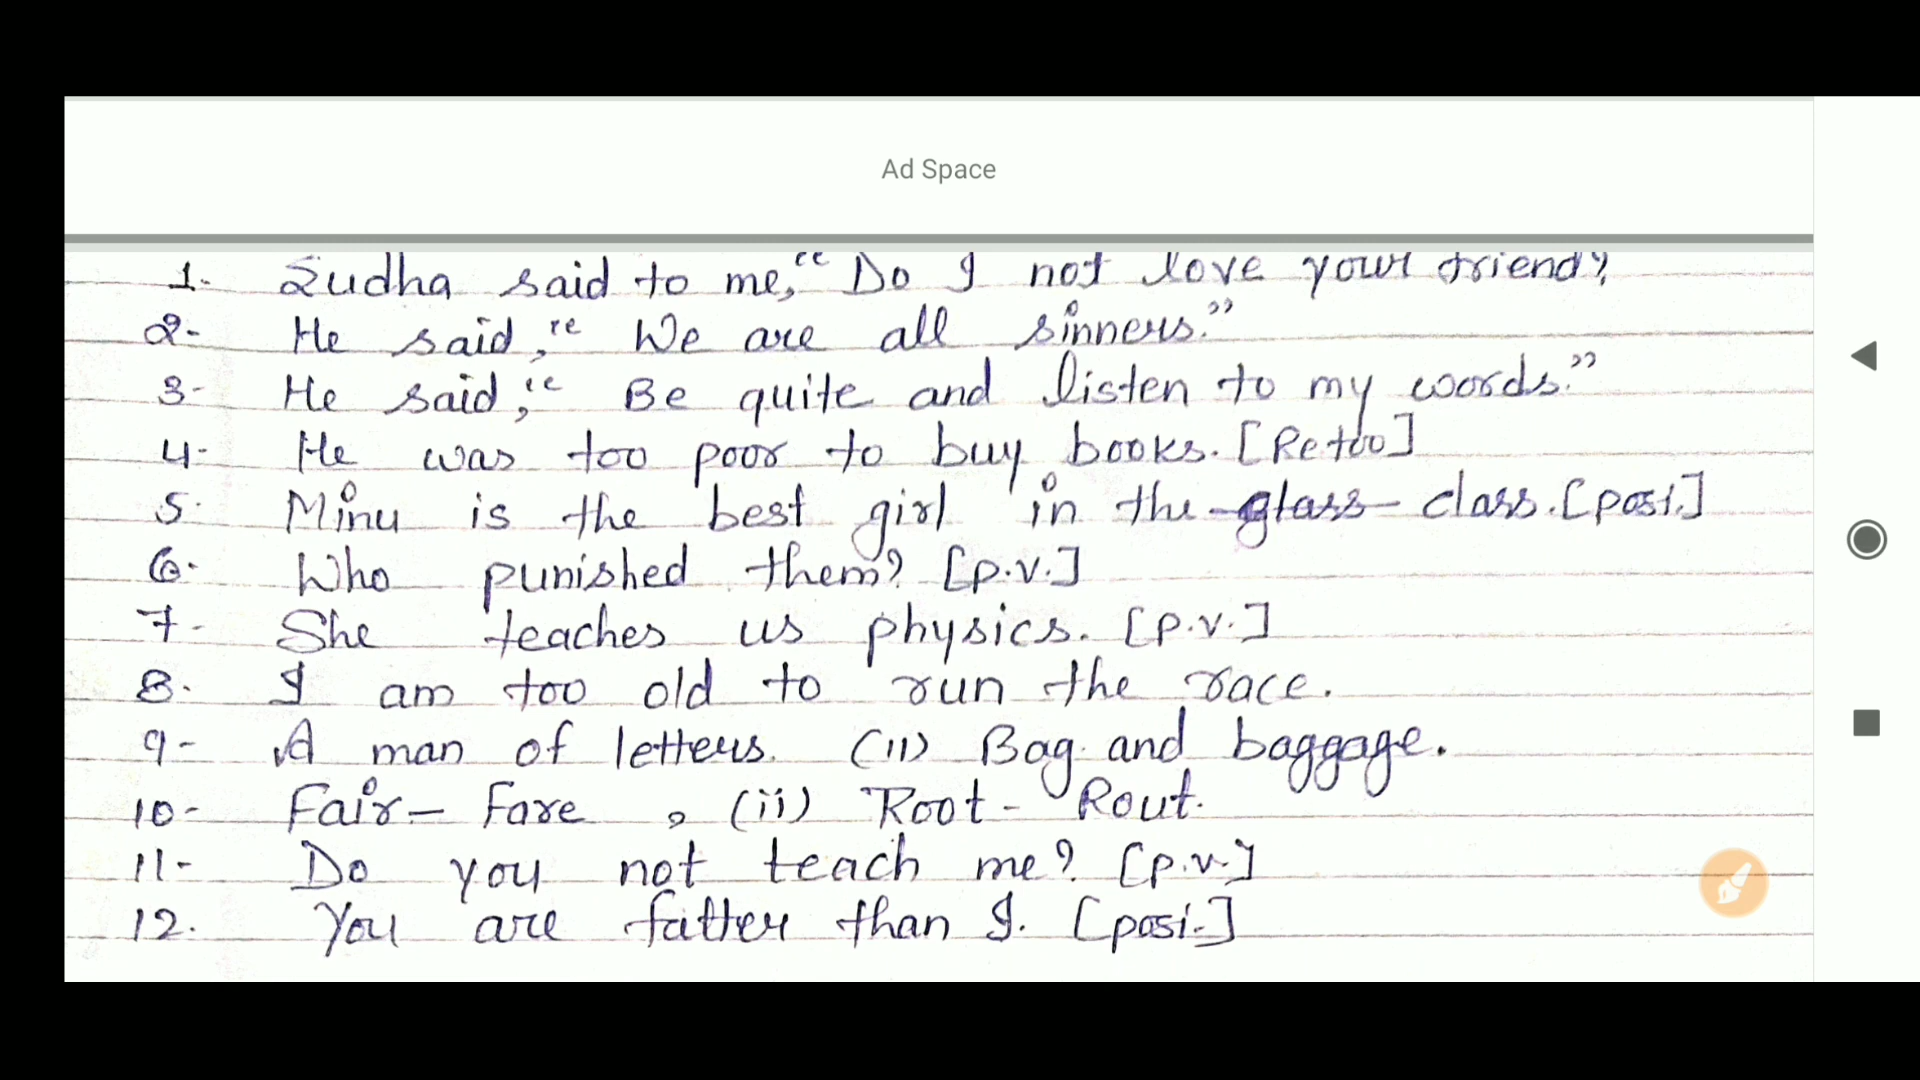 Ad Space
1- Sudha said to me, "Do I not love your friend?
2- He said, "We are all sinners."
3- He said, "Be quite and listen to my words."
4- He was too poor to buy books. [Retoo]
5- Minu is the best girl in the glass class. [posi.]
6- Who punished them? [p.v.]
7- She teaches us physics. [p.v.]
8- I am too old to run the race.
9- A man of letters. (ii) Bag and baggage.
10- Fair - Fare , (ii) Root - Rout.
11- Do you not teach me? [p.v.]
12. You are fatter than I. [posi.]